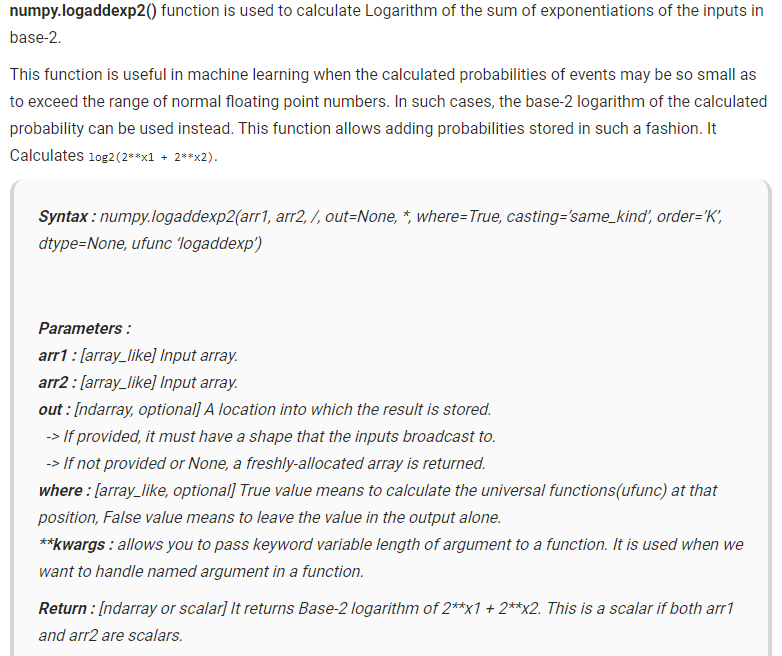 numpy.logaddexp2() function is used to calculate Logarithm of the sum of exponentiations of the inputs in
base-2.
This function is useful in machine learning when the calculated probabilities of events may be so small as
to exceed the range of normal floating point numbers. In such cases, the base-2 logarithm of the calculated
probability can be used instead. This function allows adding probabilities stored in such a fashion. It
Calculates log2(2**x1 + 2**x2).
Syntax : numpy.logaddexp2(arr1, arr2, /, out=None, *, where=True, casting=’same_kind’, order=’K’,
dtype=None, ufunc ‘logaddexp’)
Parameters :
arr1 : [array_like] Input array.
arr2 : [array_like] Input array.
out : [ndarray, optional] A location into which the result is stored.
-> If provided, it must have a shape that the inputs broadcast to.
-> If not provided or None, a freshly-allocated array is returned.
where : [array_like, optional] True value means to calculate the universal functions(ufunc) at that
position, False value means to leave the value in the output alone.
**kwargs : allows you to pass keyword variable length of argument to a function. It is used when we
want to handle named argument in a function.
Return : [ndarray or scalar] It returns Base-2 logarithm of 2**x1 + 2**x2. This is a scalar if both arr1
and arr2 are scalars.